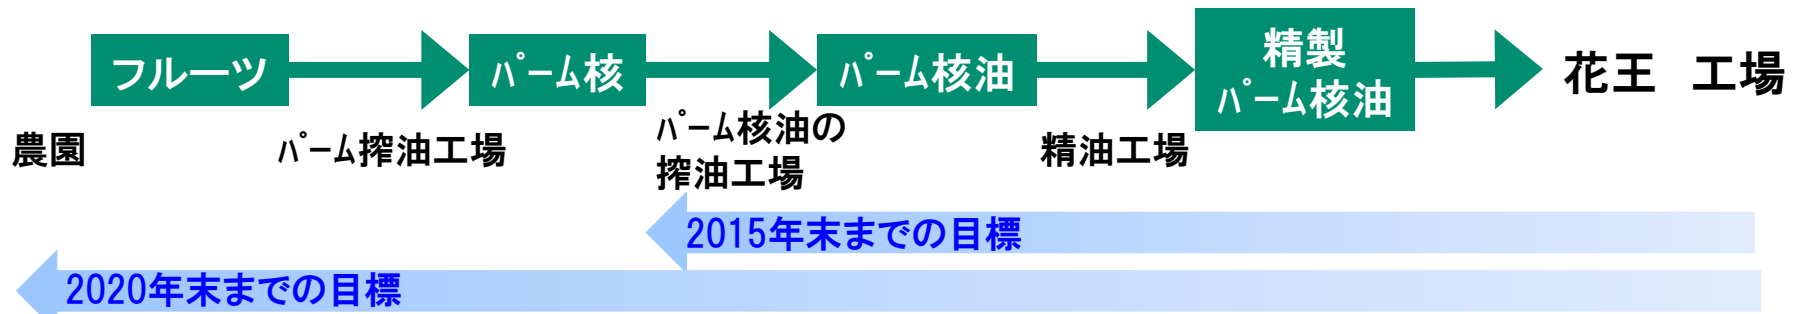 フルーツ
ﾊﾟｰﾑ核
ﾊﾟｰﾑ核油
精製
ﾊﾟｰﾑ核油
花王　工場
農園
ﾊﾟｰﾑ搾油工場
ﾊﾟｰﾑ核油の
搾油工場
精油工場
2015年末までの目標
2020年末までの目標